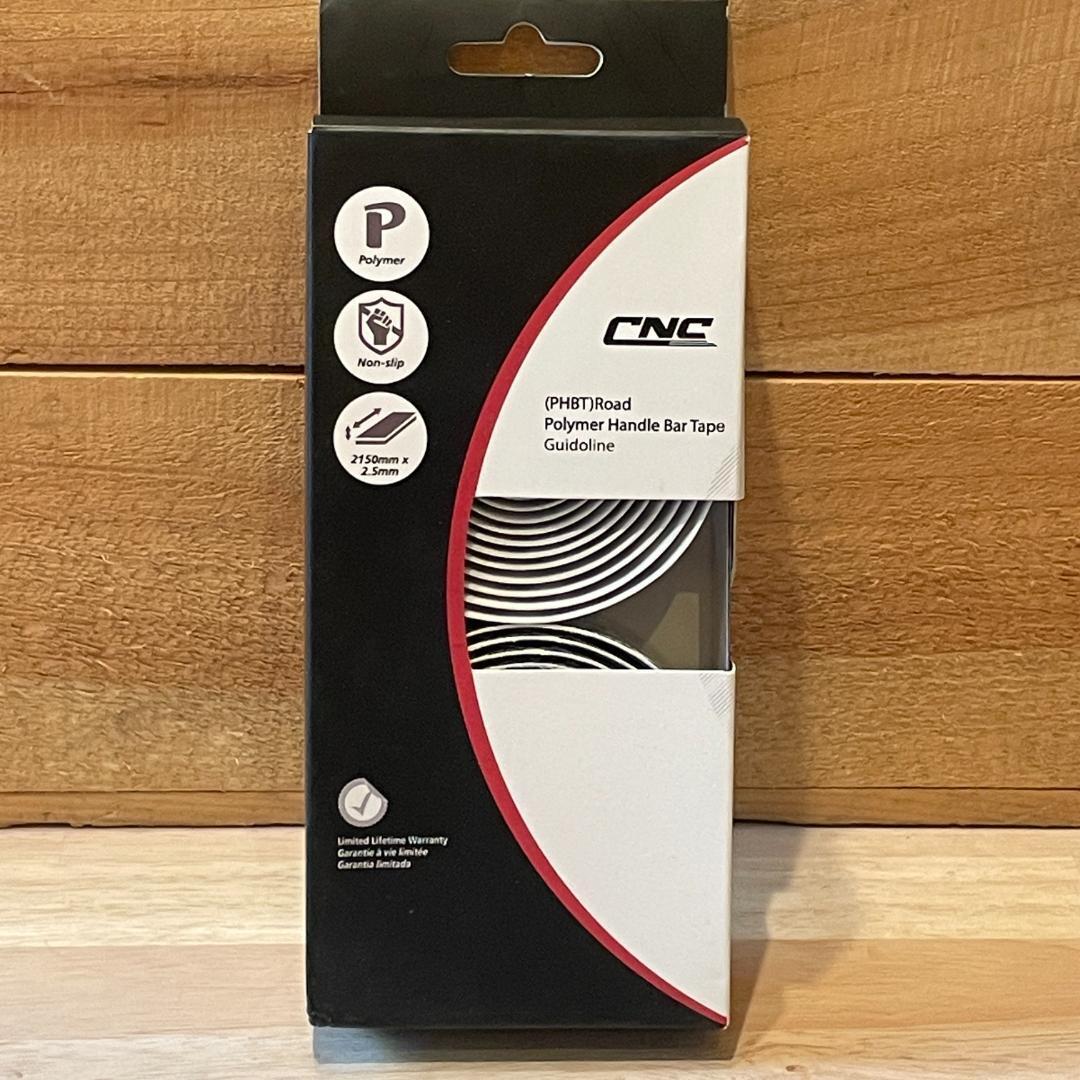 P
Polymer
Non-slip
2150mm x
2.5mm
CNC
(PHBT)Road
Polymer Handle Bar Tape
Guidoline
Limited Lifetime Warranty
Garantie à vie limitée
Garantia limitada